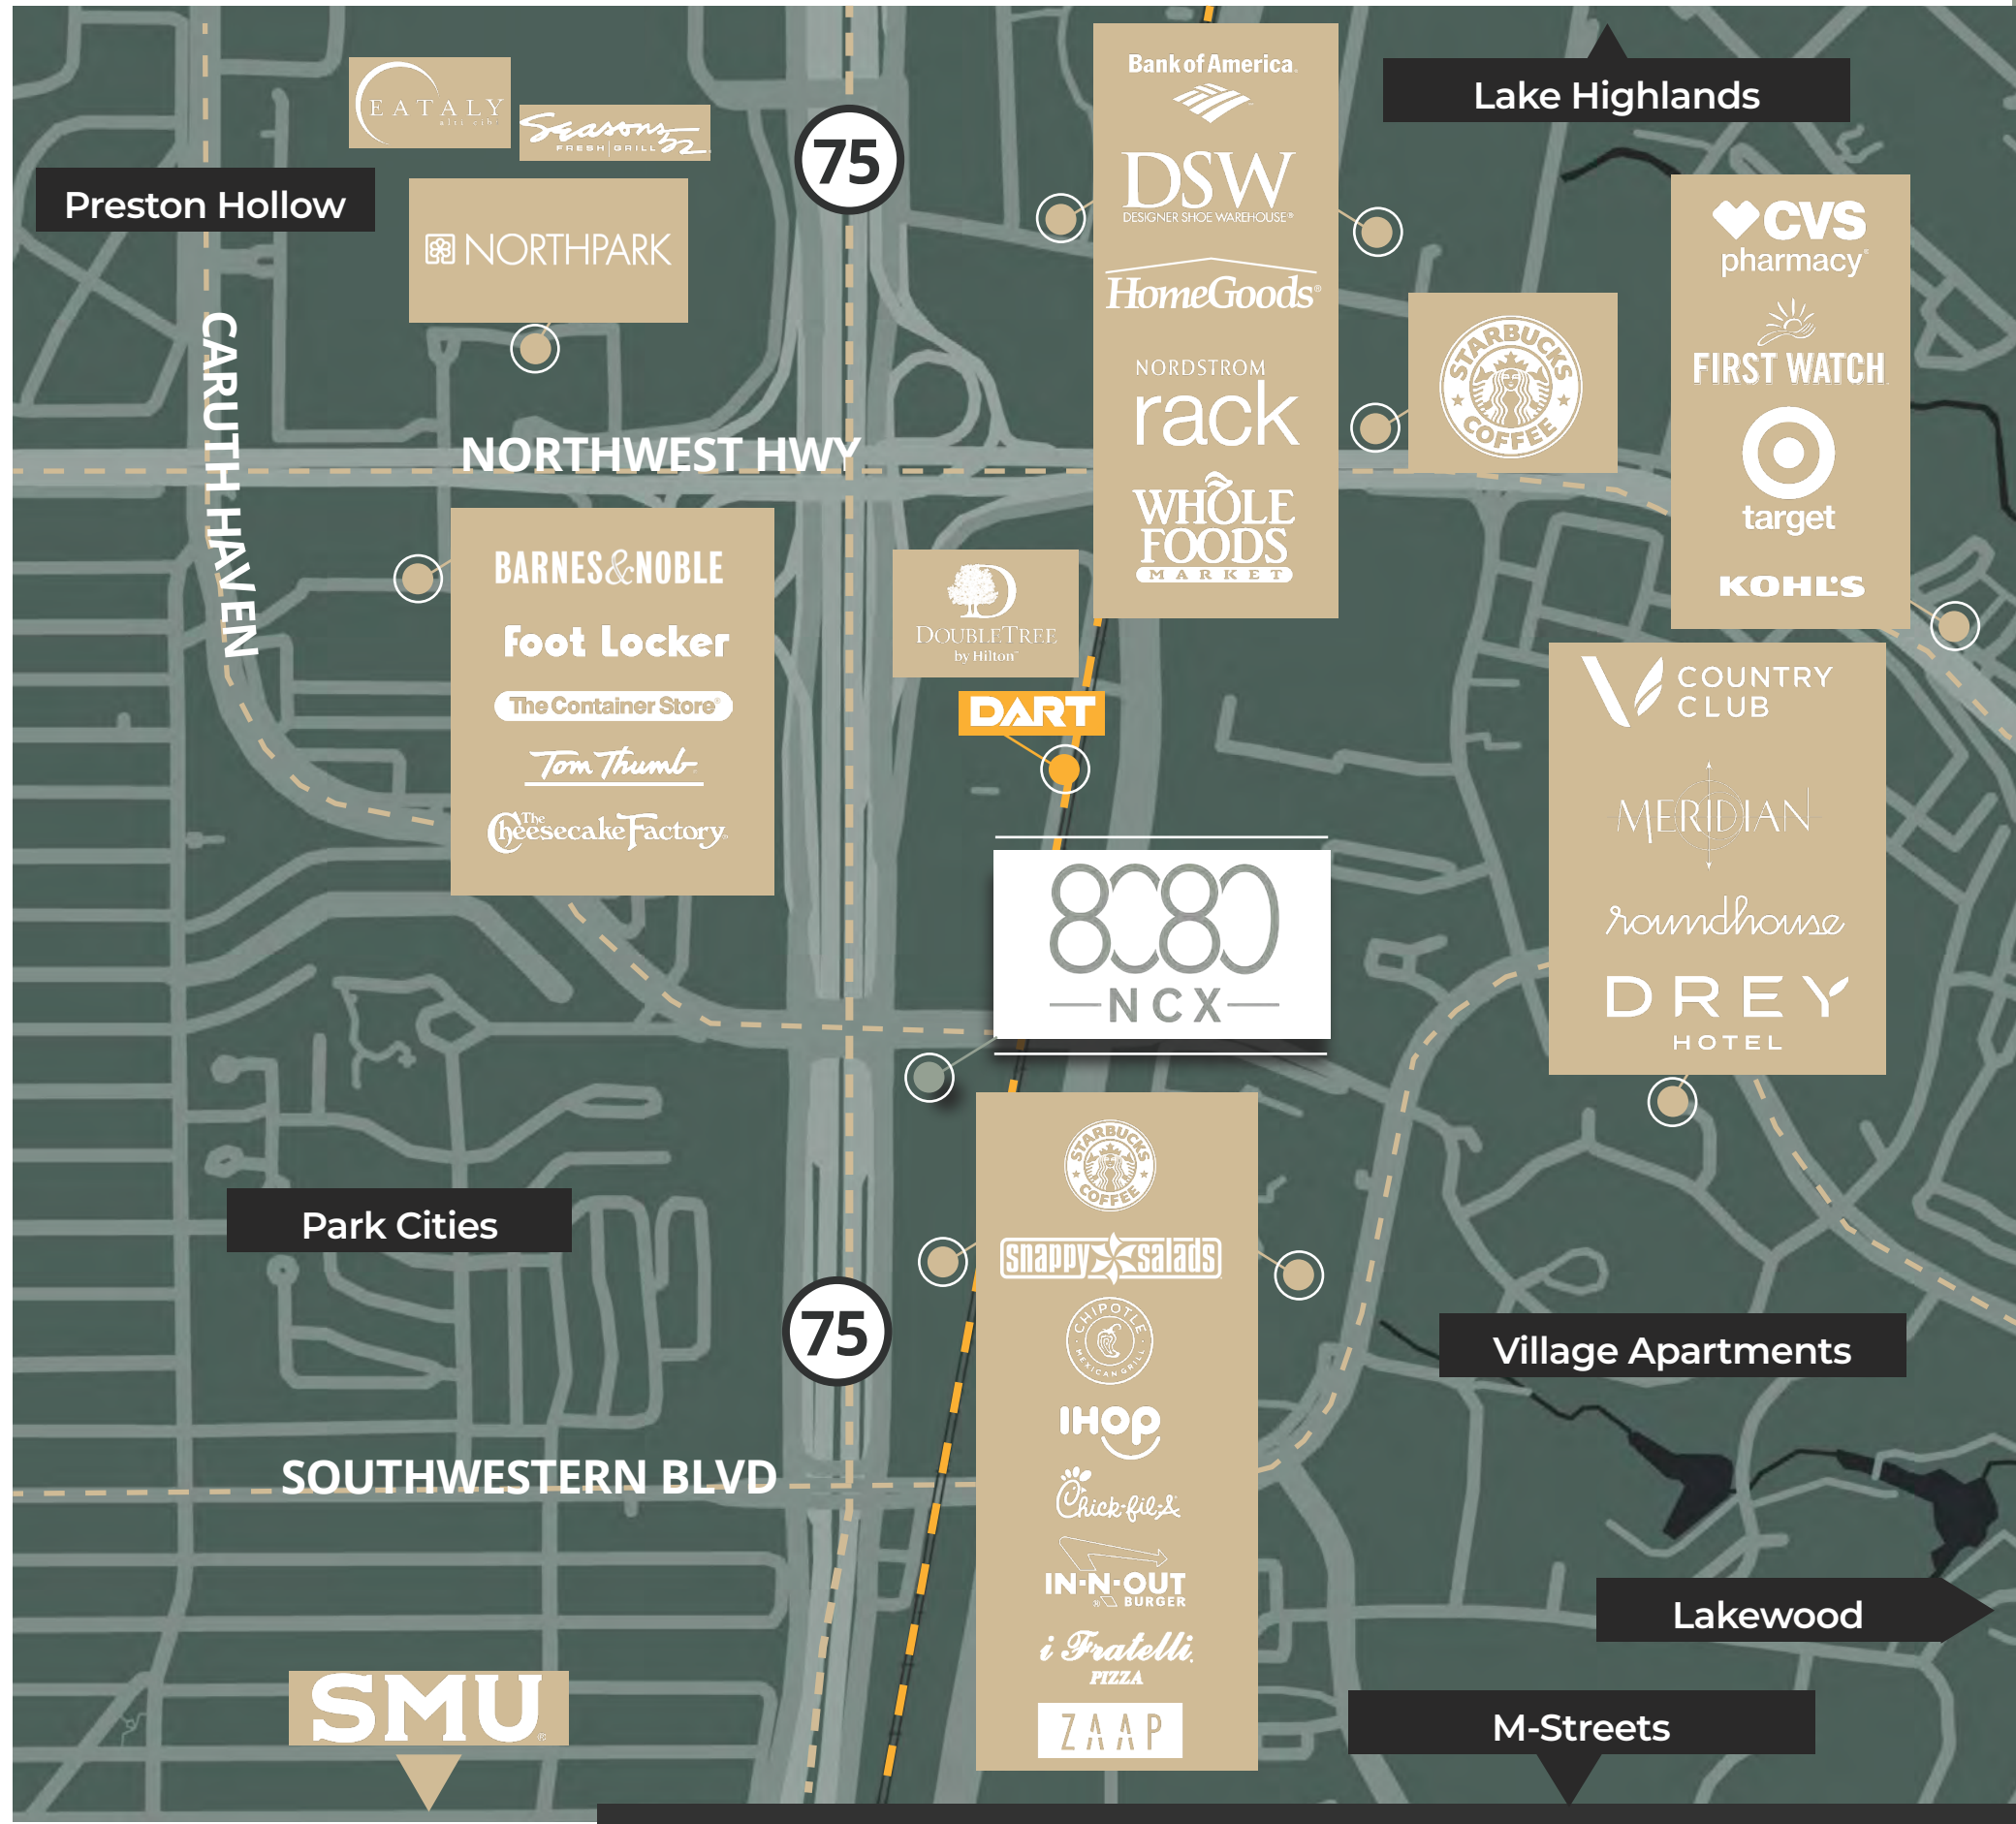 Bank of America
Lake Highlands
EATALY
alti cibi
Seasons 52
FRESH GRILL
75
DSW
DESIGNER SHOE WAREHOUSE®
Preston Hollow
NORTHPARK
HomeGoods®
CVS
pharmacy®
NORDSTROM
rack
STARBUCKS
COFFEE
FIRST WATCH
CARUTH HAVEN
NORTHWEST HWY
WHOLE
FOODS
MARKET
target
KOHL'S
BARNES&NOBLE
Foot Locker
The Container Store®
Tom Thumb
The Cheesecake Factory
DOUBLETREE
by Hilton™
DART
COUNTRY
CLUB
MERIDIAN
roundhouse
DREY
HOTEL
8080
NCX
STARBUCKS
COFFEE
snappy salads
CHIPOTLE
MEXICAN GRILL
IHOP
Chick-fil-A
IN-N-OUT
BURGER
i Fratelli
PIZZA
ZAAP
Park Cities
75
Village Apartments
SOUTHWESTERN BLVD
Lakewood
SMU
M-Streets